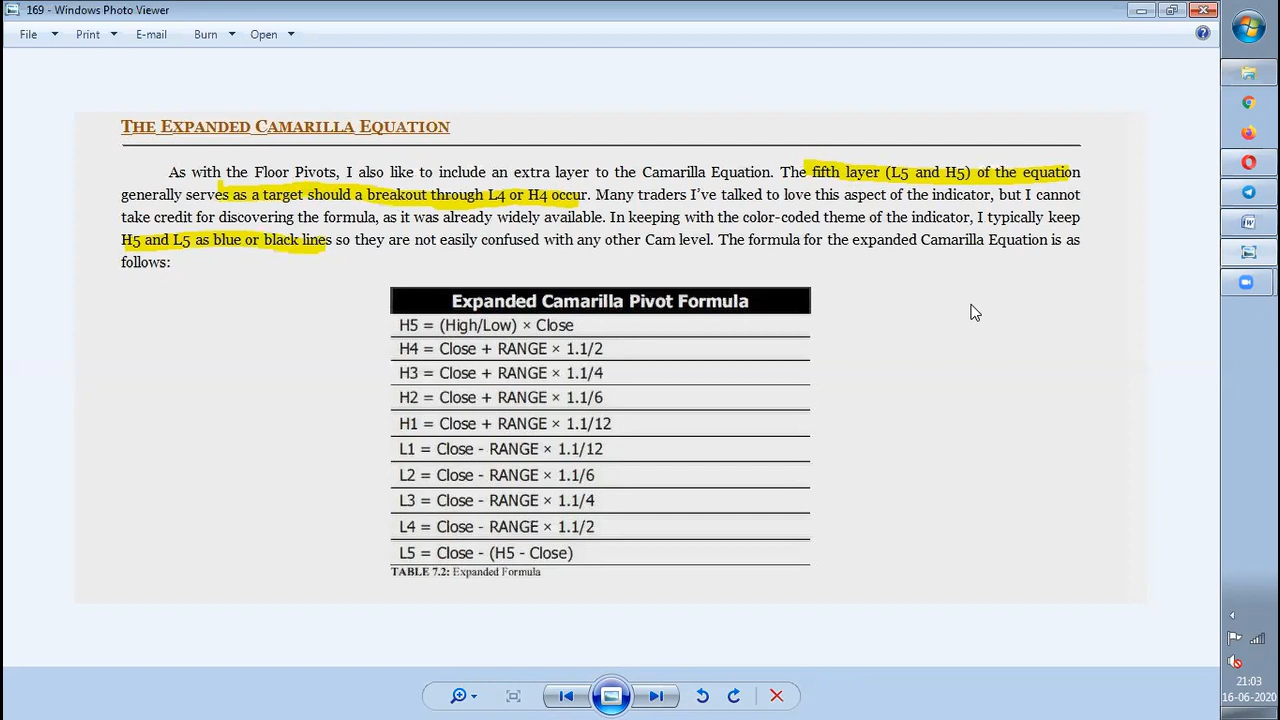 169 - Windows Photo Viewer
File Print E-mail Burn Open
THE EXPANDED CAMARILLA EQUATION
As with the Floor Pivots, I also like to include an extra layer to the Camarilla Equation. The fifth layer (L5 and H5) of the equation
generally serves as a target should a breakout through L4 or H4 occur. Many traders I've talked to love this aspect of the indicator, but I cannot
take credit for discovering the formula, as it was already widely available. In keeping with the color-coded theme of the indicator, I typically keep
H5 and L5 as blue or black lines so they are not easily confused with any other Cam level. The formula for the expanded Camarilla Equation is as
follows:
Expanded Camarilla Pivot Formula
H5 = (High/Low) × Close
H4 = Close + RANGE × 1.1/2
H3 = Close + RANGE × 1.1/4
H2 = Close + RANGE × 1.1/6
H1 = Close + RANGE × 1.1/12
L1 = Close - RANGE × 1.1/12
L2 = Close - RANGE × 1.1/6
L3 = Close - RANGE × 1.1/4
L4 = Close - RANGE × 1.1/2
L5 = Close - (H5 - Close)
TABLE 7.2: Expanded Formula
21:03
16-06-2020